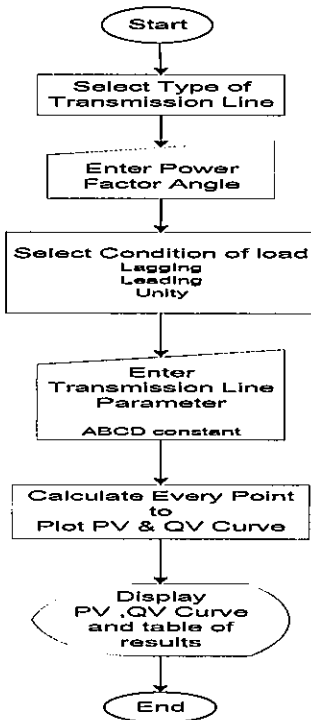 Start
Select Type of
Transmission Line
Enter Power
Factor Angle
Select Condition of load
Lagging
Leading
Unity
Enter
Transmission Line
Parameter
ABCD constant
Calculate Every Point
to
Plot PV & QV Curve
Display
PV ,QV Curve
and table of
results
End